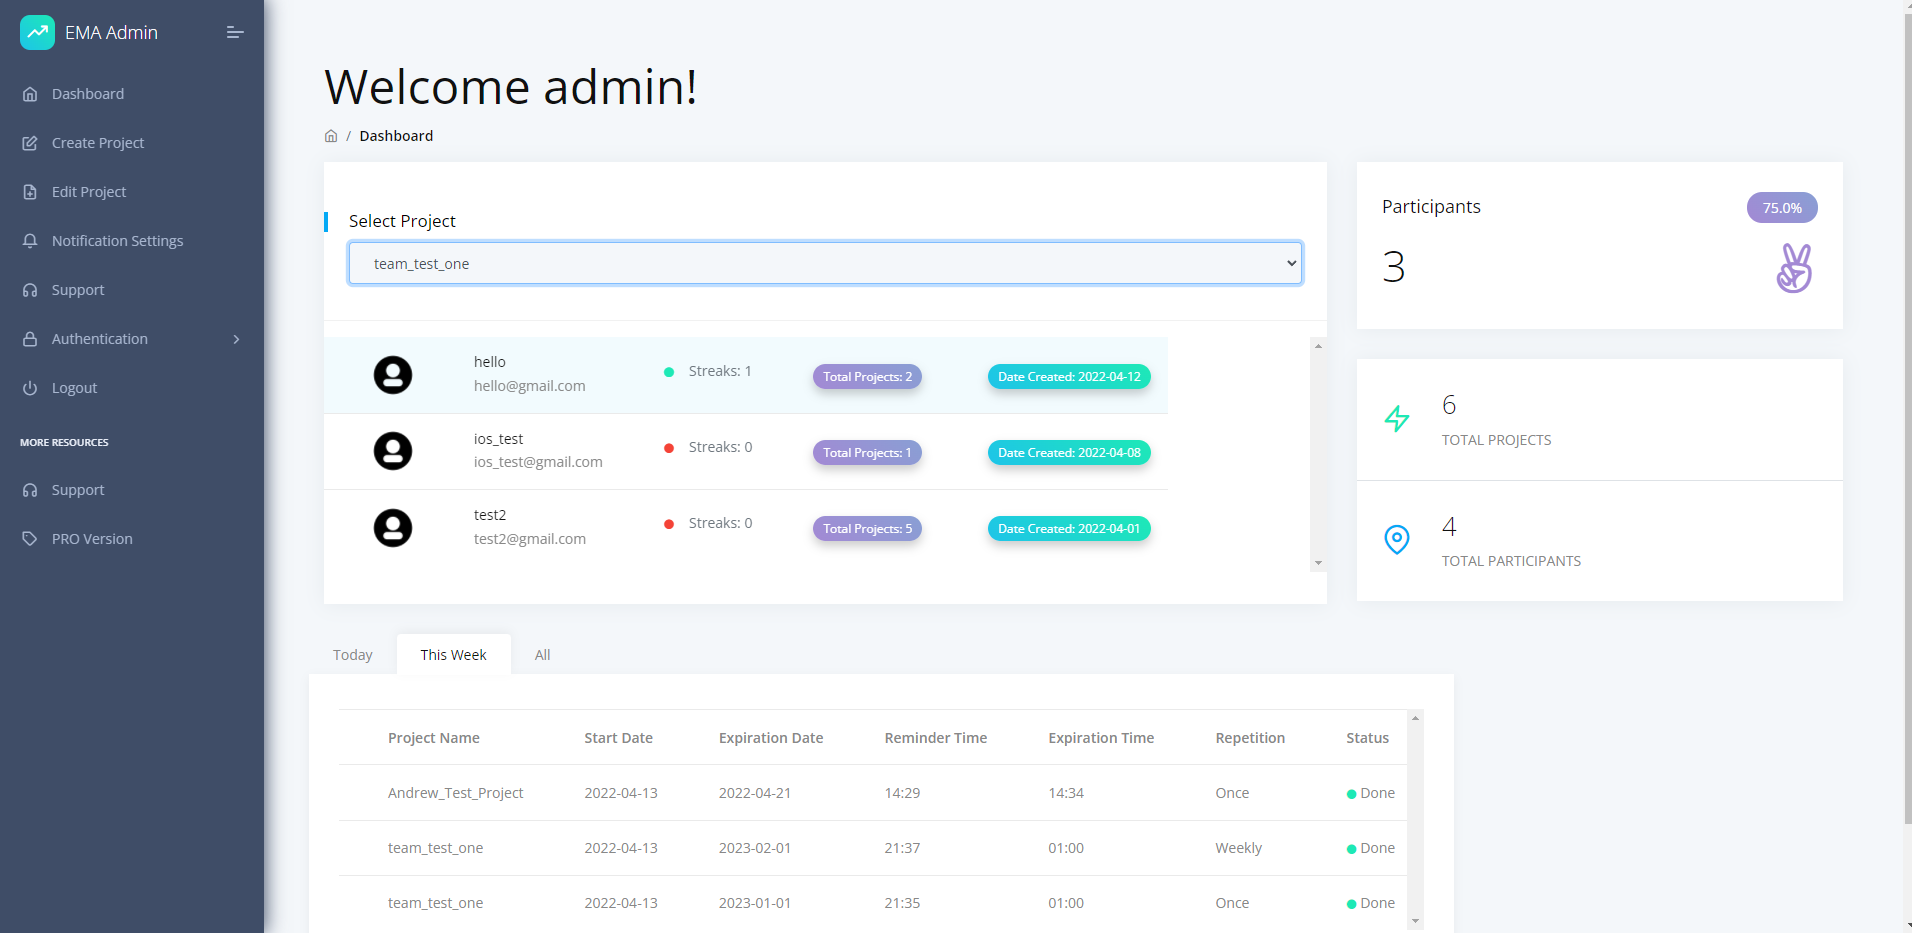 EMA Admin
Dashboard
Create Project
Edit Project
Notification Settings
Support
Authentication
Logout
MORE RESOURCES
Support
PRO Version
Welcome admin!
/ Dashboard
Select Project
team_test_one
hello
hello@gmail.com
Streaks: 1
Total Projects: 2
Date Created: 2022-04-12
ios_test
ios_test@gmail.com
Streaks: 0
Total Projects: 1
Date Created: 2022-04-08
test2
test2@gmail.com
Streaks: 0
Total Projects: 5
Date Created: 2022-04-01
Participants
75.0%
3
6
TOTAL PROJECTS
4
TOTAL PARTICIPANTS
Today This Week All
Project Name Start Date Expiration Date Reminder Time Expiration Time Repetition Status
Andrew_Test_Project 2022-04-13 2022-04-21 14:29 14:34 Once Done
team_test_one 2022-04-13 2023-02-01 21:37 01:00 Weekly Done
team_test_one 2022-04-13 2023-01-01 21:35 01:00 Once Done